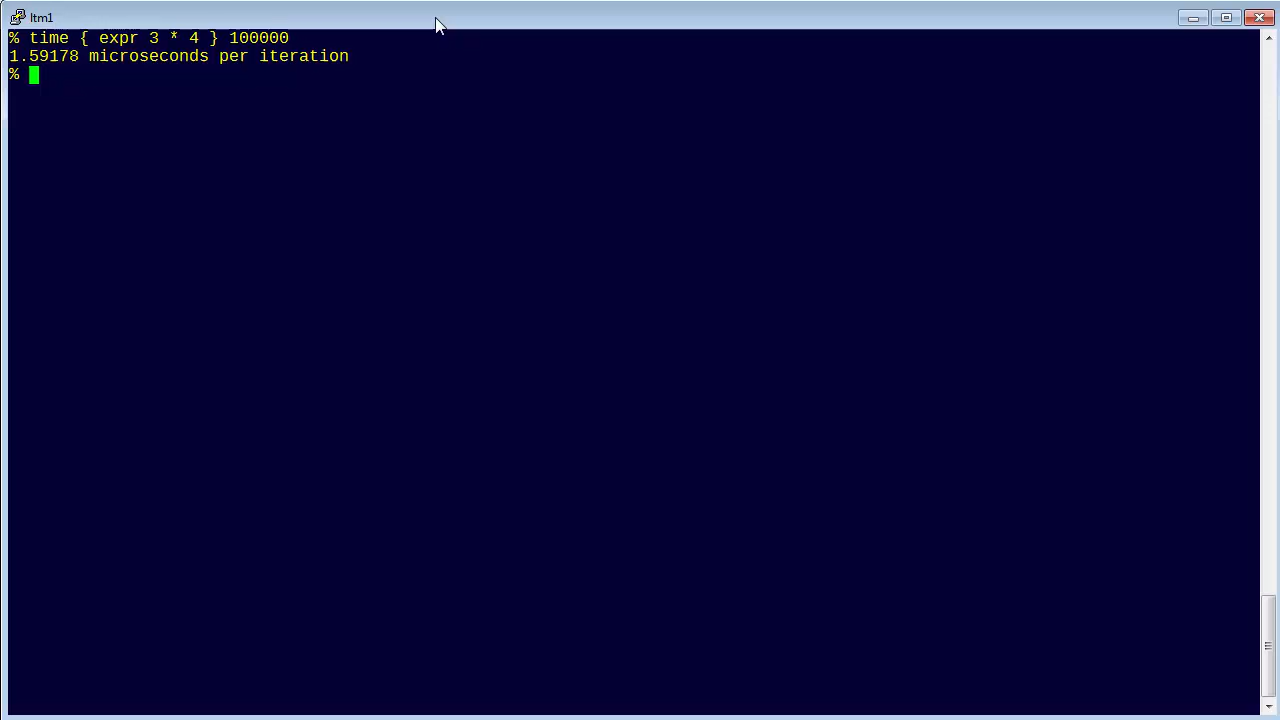 ltm1
% time { expr 3 * 4 } 100000
1.59178 microseconds per iteration
%